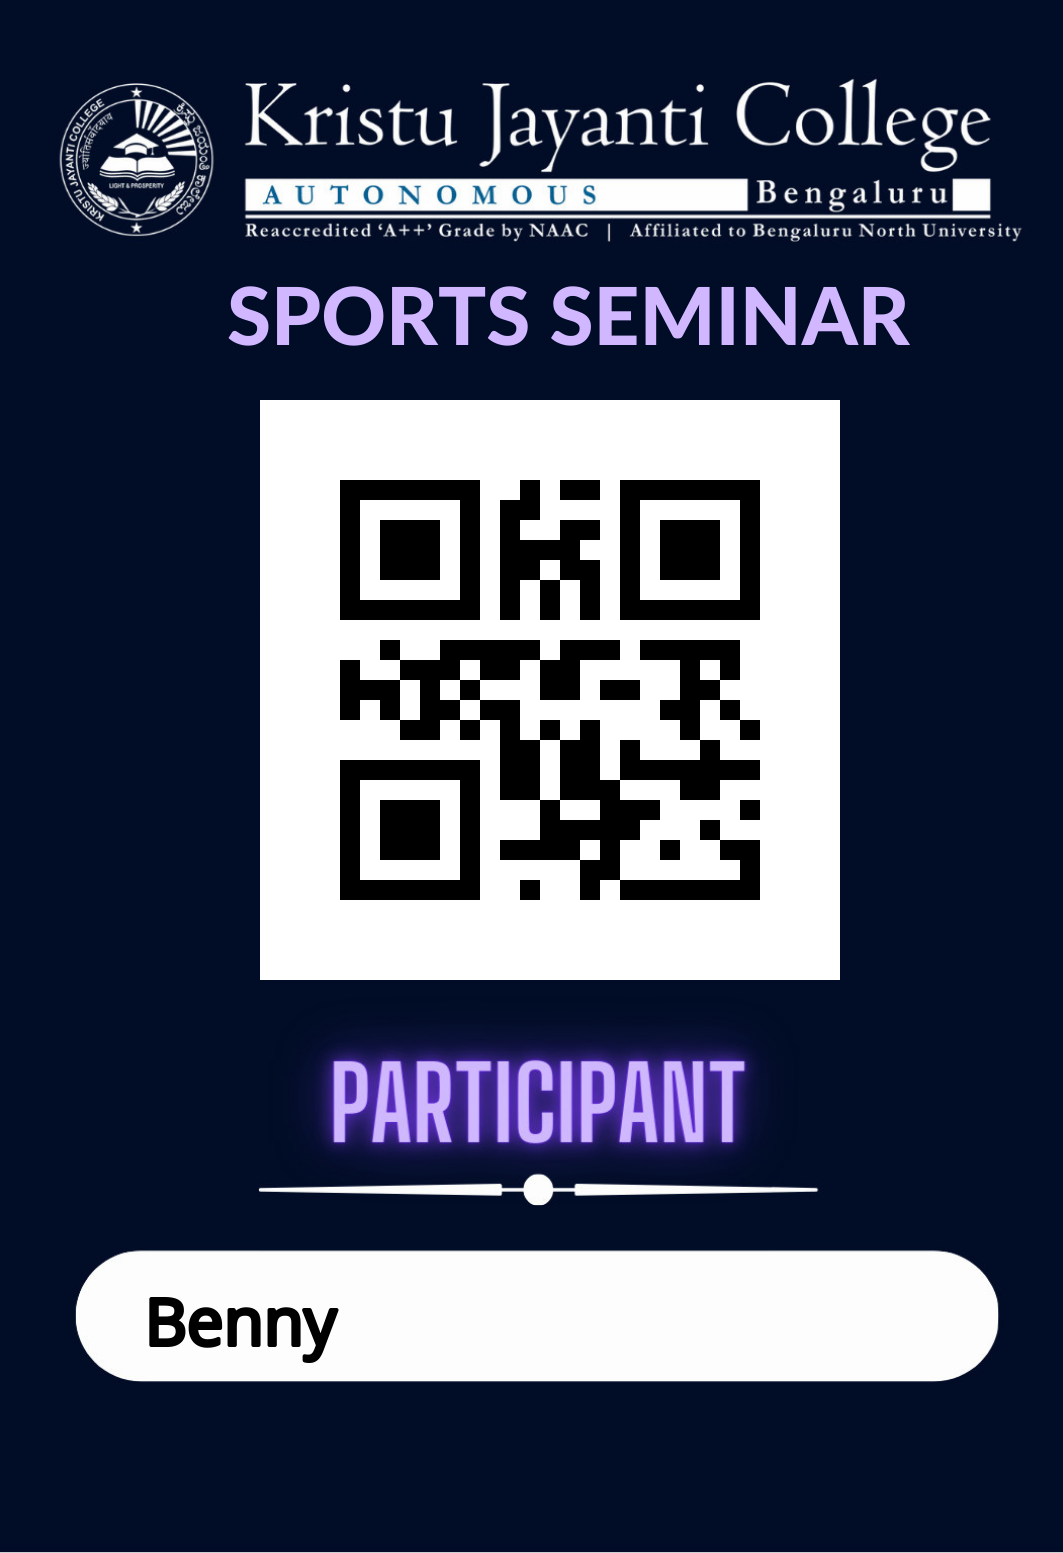 KRISTU JAYANTI COLLEGE
LIGHT & PROSPERITY
Kristu Jayanti College
AUTONOMOUS Bengaluru
Reaccredited ‘A++’ Grade by NAAC | Affiliated to Bengaluru North University
SPORTS SEMINAR
PARTICIPANT
Benny